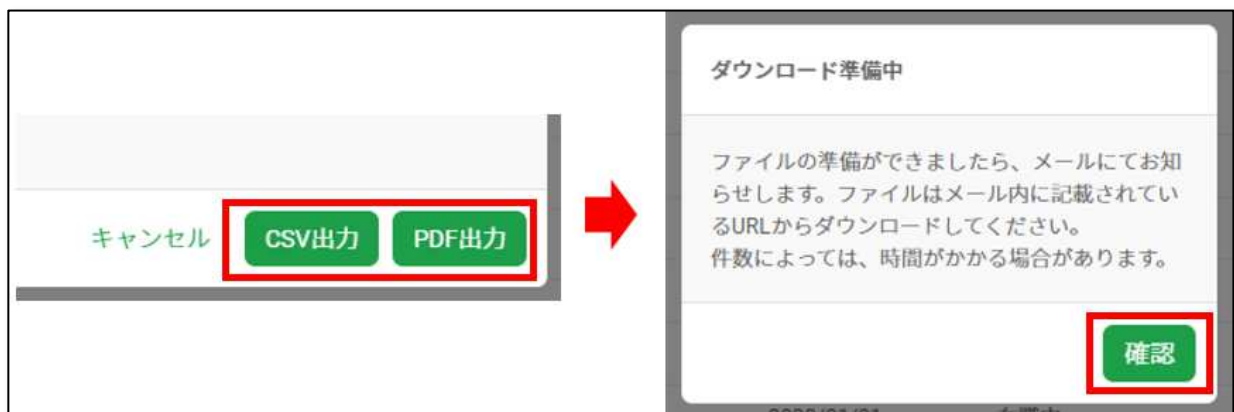 キャンセル CSV出力 PDF出力
ダウンロード準備中
ファイルの準備ができましたら、メールにてお知
らせします。ファイルはメール内に記載されてい
るURLからダウンロードしてください。
件数によっては、時間がかかる場合があります。
確認